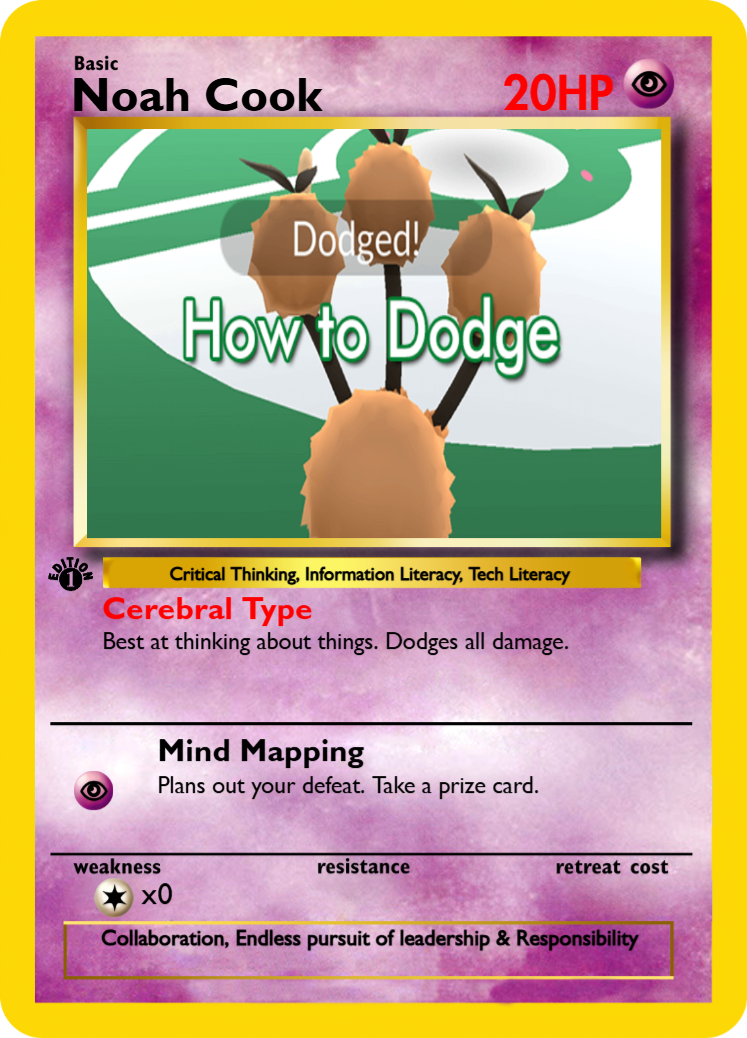 Basic
Noah Cook
20HP
Dodged!
How to Dodge
EDITION
1
Critical Thinking, Information Literacy, Tech Literacy
Cerebral Type
Best at thinking about things. Dodges all damage.
Mind Mapping
Plans out your defeat. Take a prize card.
weakness resistance retreat cost
x0
Collaboration, Endless pursuit of leadership & Responsibility